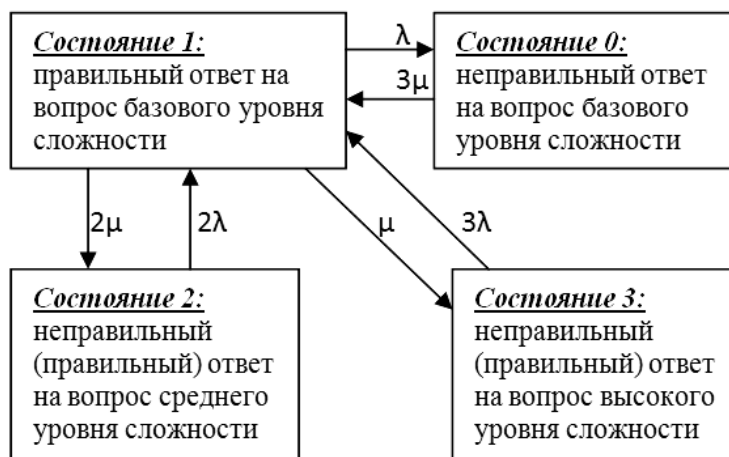 Состояние 1:
правильный ответ на
вопрос базового уровня
сложности
λ
3μ
Состояние 0:
неправильный ответ
на вопрос базового
уровня сложности
2μ
2λ
μ
3λ
Состояние 2:
неправильный
(правильный) ответ
на вопрос среднего
уровня сложности
Состояние 3:
неправильный
(правильный) ответ
на вопрос высокого
уровня сложности